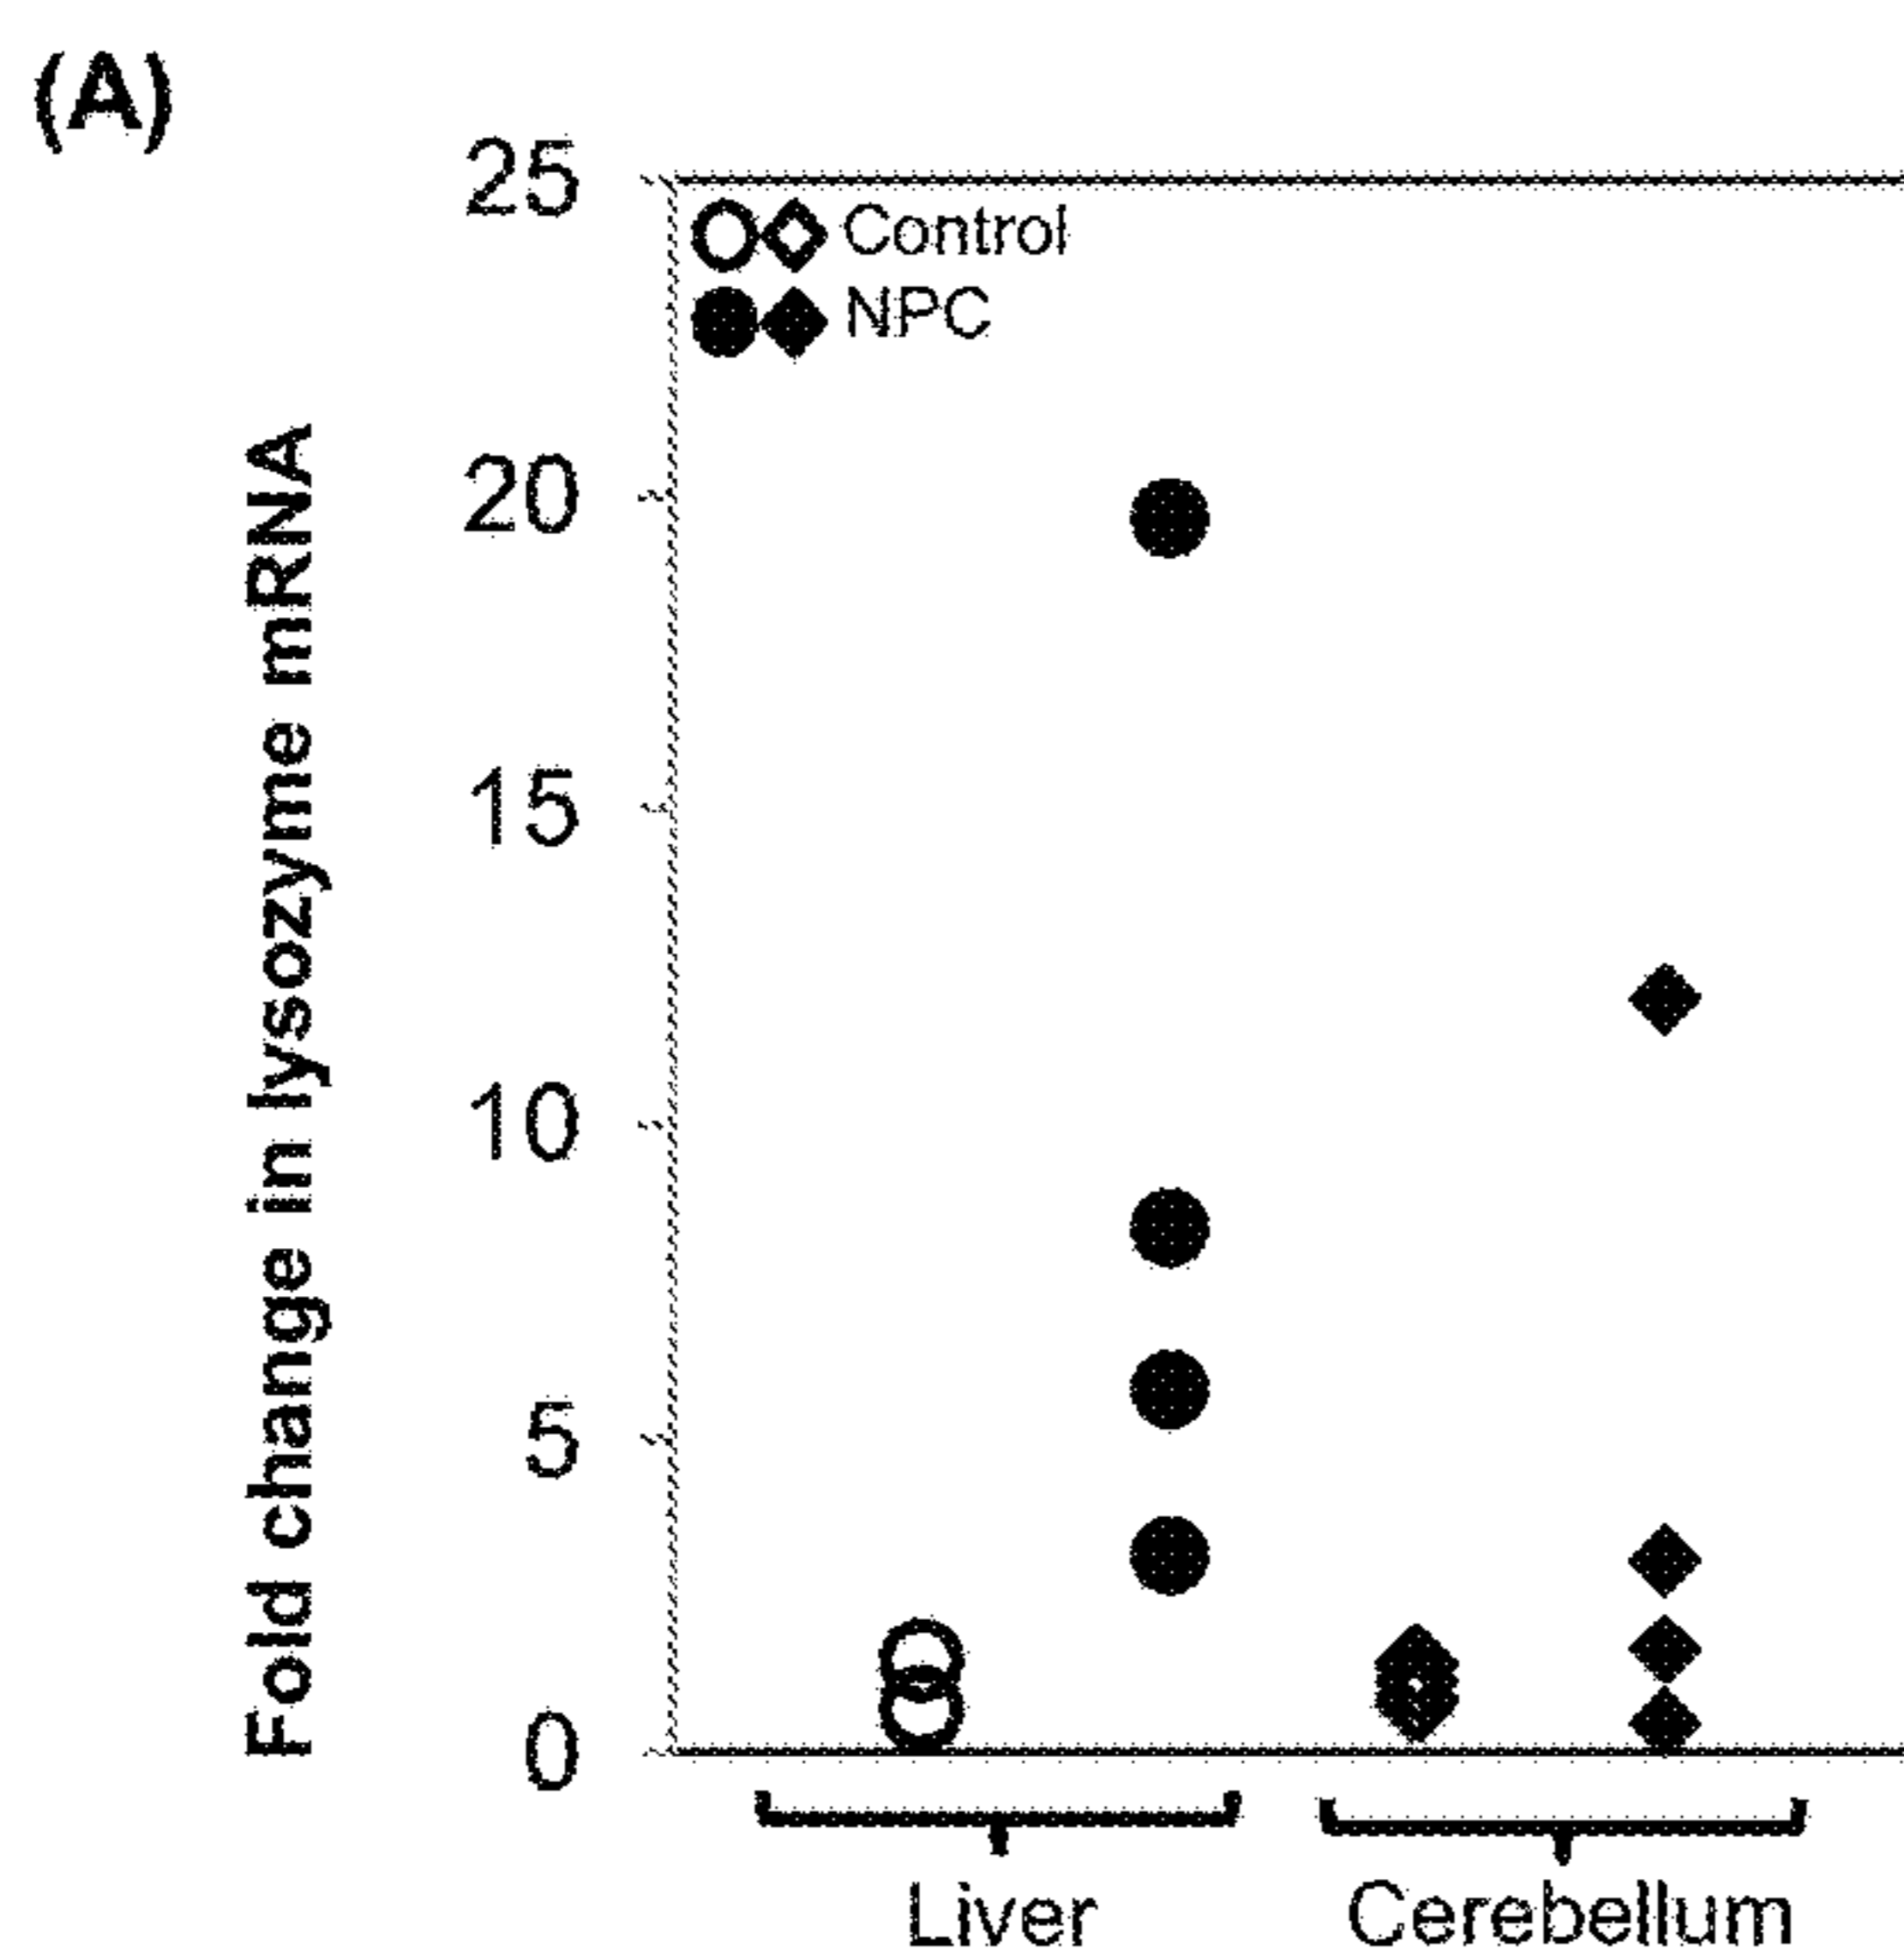 (A)
25
Control
NPC
20
15
10
5
0
Fold change in lysozyme mRNA
Liver
Cerebellum